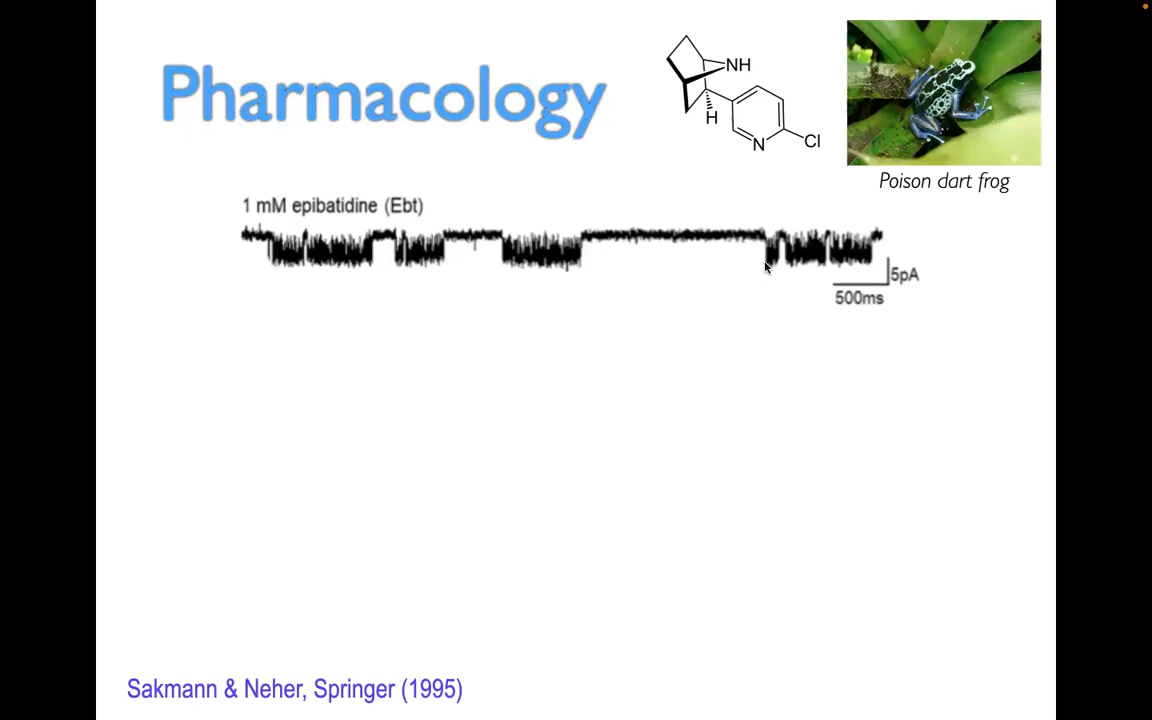 Pharmacology
NH
H
N
Cl
Poison dart frog
1 mM epibatidine (Ebt)
5pA
500ms
Sakmann & Neher, Springer (1995)